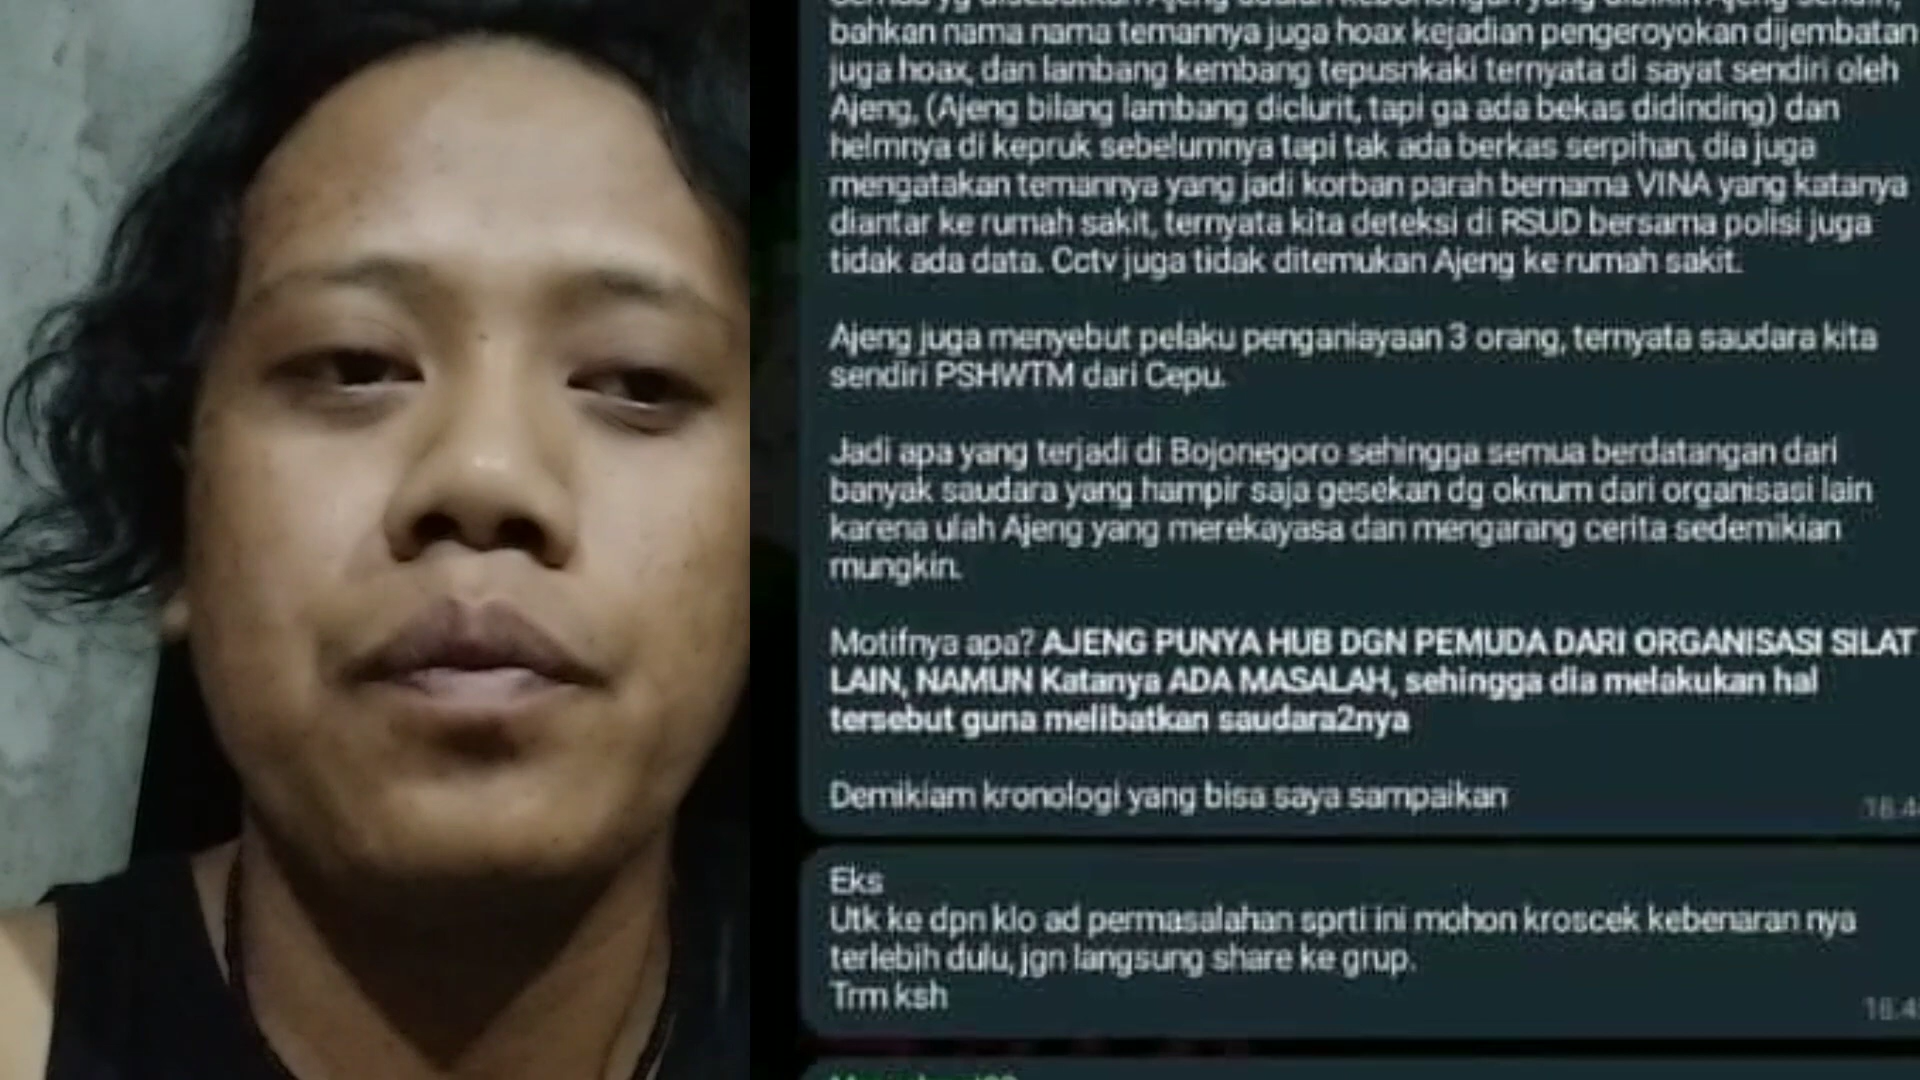 bahkan nama nama temannya juga hoax kejadian pengeroyokan dijembatan
juga hoax, dan lambang kembang tepusnkaki ternyata di sayat sendiri oleh
Ajeng, (Ajeng bilang lambang diclurit, tapi ga ada bekas didinding) dan
helmnya di kepruk sebelumnya tapi tak ada berkas serpihan, dia juga
mengatakan temannya yang jadi korban parah bernama VINA yang katanya
diantar ke rumah sakit, ternyata kita deteksi di RSUD bersama polisi juga
tidak ada data. Cctv juga tidak ditemukan Ajeng ke rumah sakit.
Ajeng juga menyebut pelaku penganiayaan 3 orang, ternyata saudara kita
sendiri PSHWTM dari Cepu.
Jadi apa yang terjadi di Bojonegoro sehingga semua berdatangan dari
banyak saudara yang hampir saja gesekan dg oknum dari organisasi lain
karena ulah Ajeng yang merekayasa dan mengarang cerita sedemikian
mungkin.
Motifnya apa? AJENG PUNYA HUB DGN PEMUDA DARI ORGANISASI SILAT
LAIN, NAMUN Katanya ADA MASALAH, sehingga dia melakukan hal
tersebut guna melibatkan saudara2nya
Demikiam kronologi yang bisa saya sampaikan
Eks
Utk ke dpn klo ad permasalahan sprti ini mohon kroscek kebenaran nya
terlebih dulu, jgn langsung share ke grup.
Trm ksh